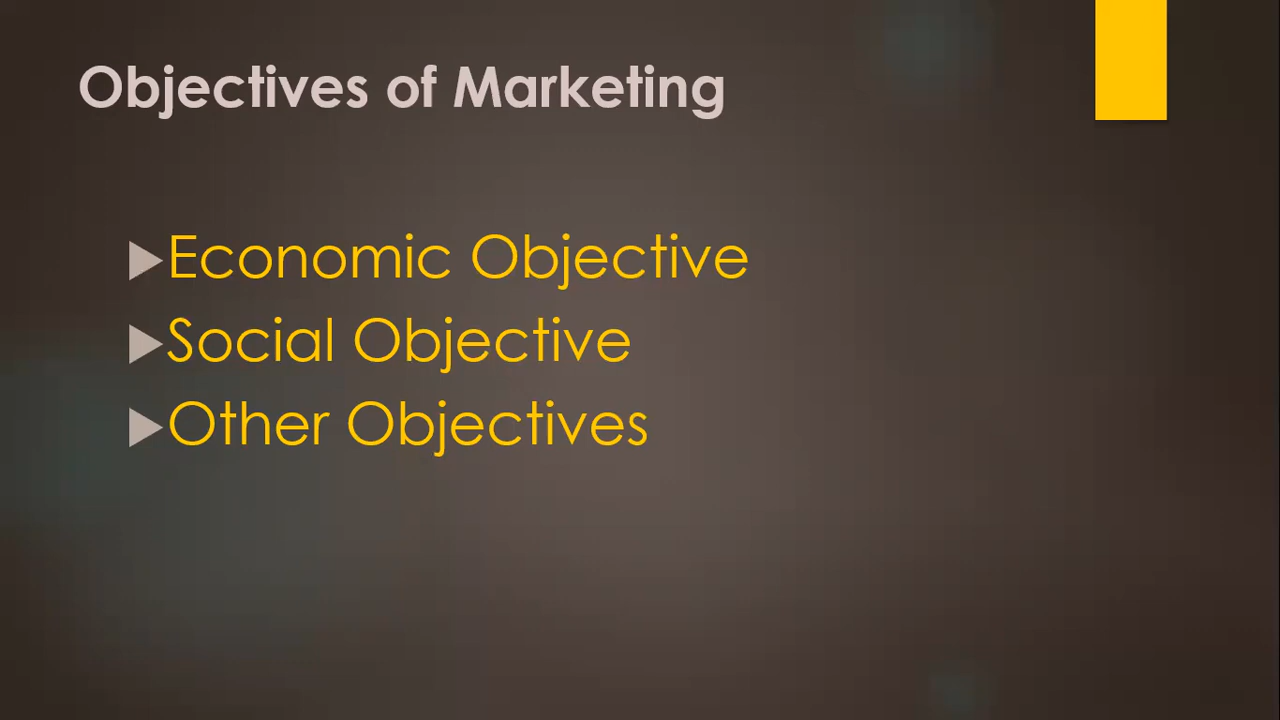 Objectives of Marketing
Economic Objective
Social Objective
Other Objectives